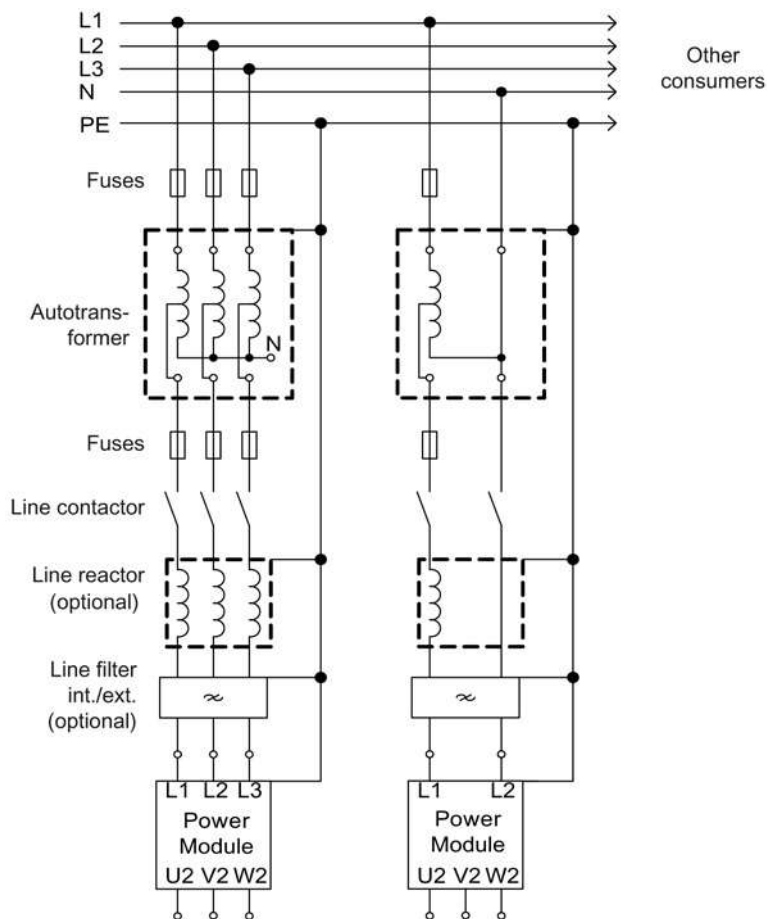 L1
L2
L3
N
PE
Other
consumers
Fuses
Autotrans-
former
N
Fuses
Line contactor
Line reactor
(optional)
Line filter
int./ext.
(optional)
L1 L2 L3
Power
Module
U2 V2 W2
L1 L2
Power
Module
U2 V2 W2